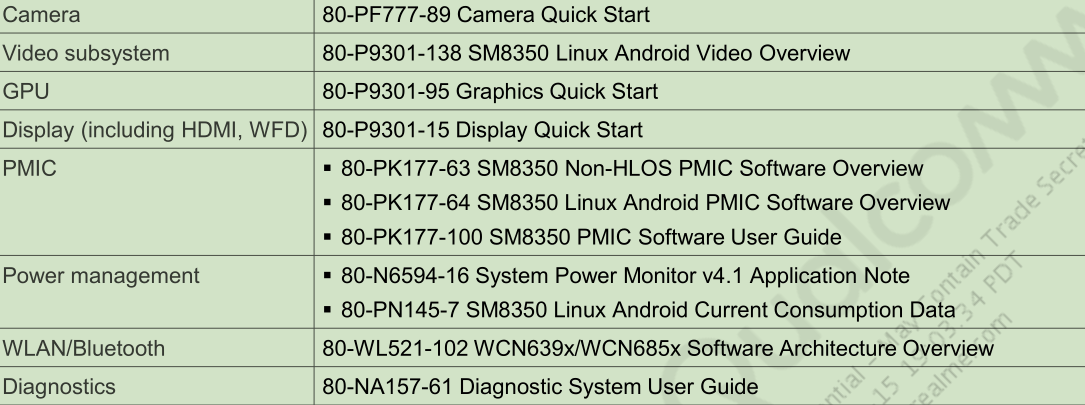 Camera 80-PF777-89 Camera Quick Start
Video subsystem 80-P9301-138 SM8350 Linux Android Video Overview
GPU 80-P9301-95 Graphics Quick Start
Display (including HDMI, WFD) 80-P9301-15 Display Quick Start
PMIC ▪ 80-PK177-63 SM8350 Non-HLOS PMIC Software Overview
▪ 80-PK177-64 SM8350 Linux Android PMIC Software Overview
▪ 80-PK177-100 SM8350 PMIC Software User Guide
Power management ▪ 80-N6594-16 System Power Monitor v4.1 Application Note
▪ 80-PN145-7 SM8350 Linux Android Current Consumption Data
WLAN/Bluetooth 80-WL521-102 WCN639x/WCN685x Software Architecture Overview
Diagnostics 80-NA157-61 Diagnostic System User Guide
Qualcomm
May Contain Trade
PDT